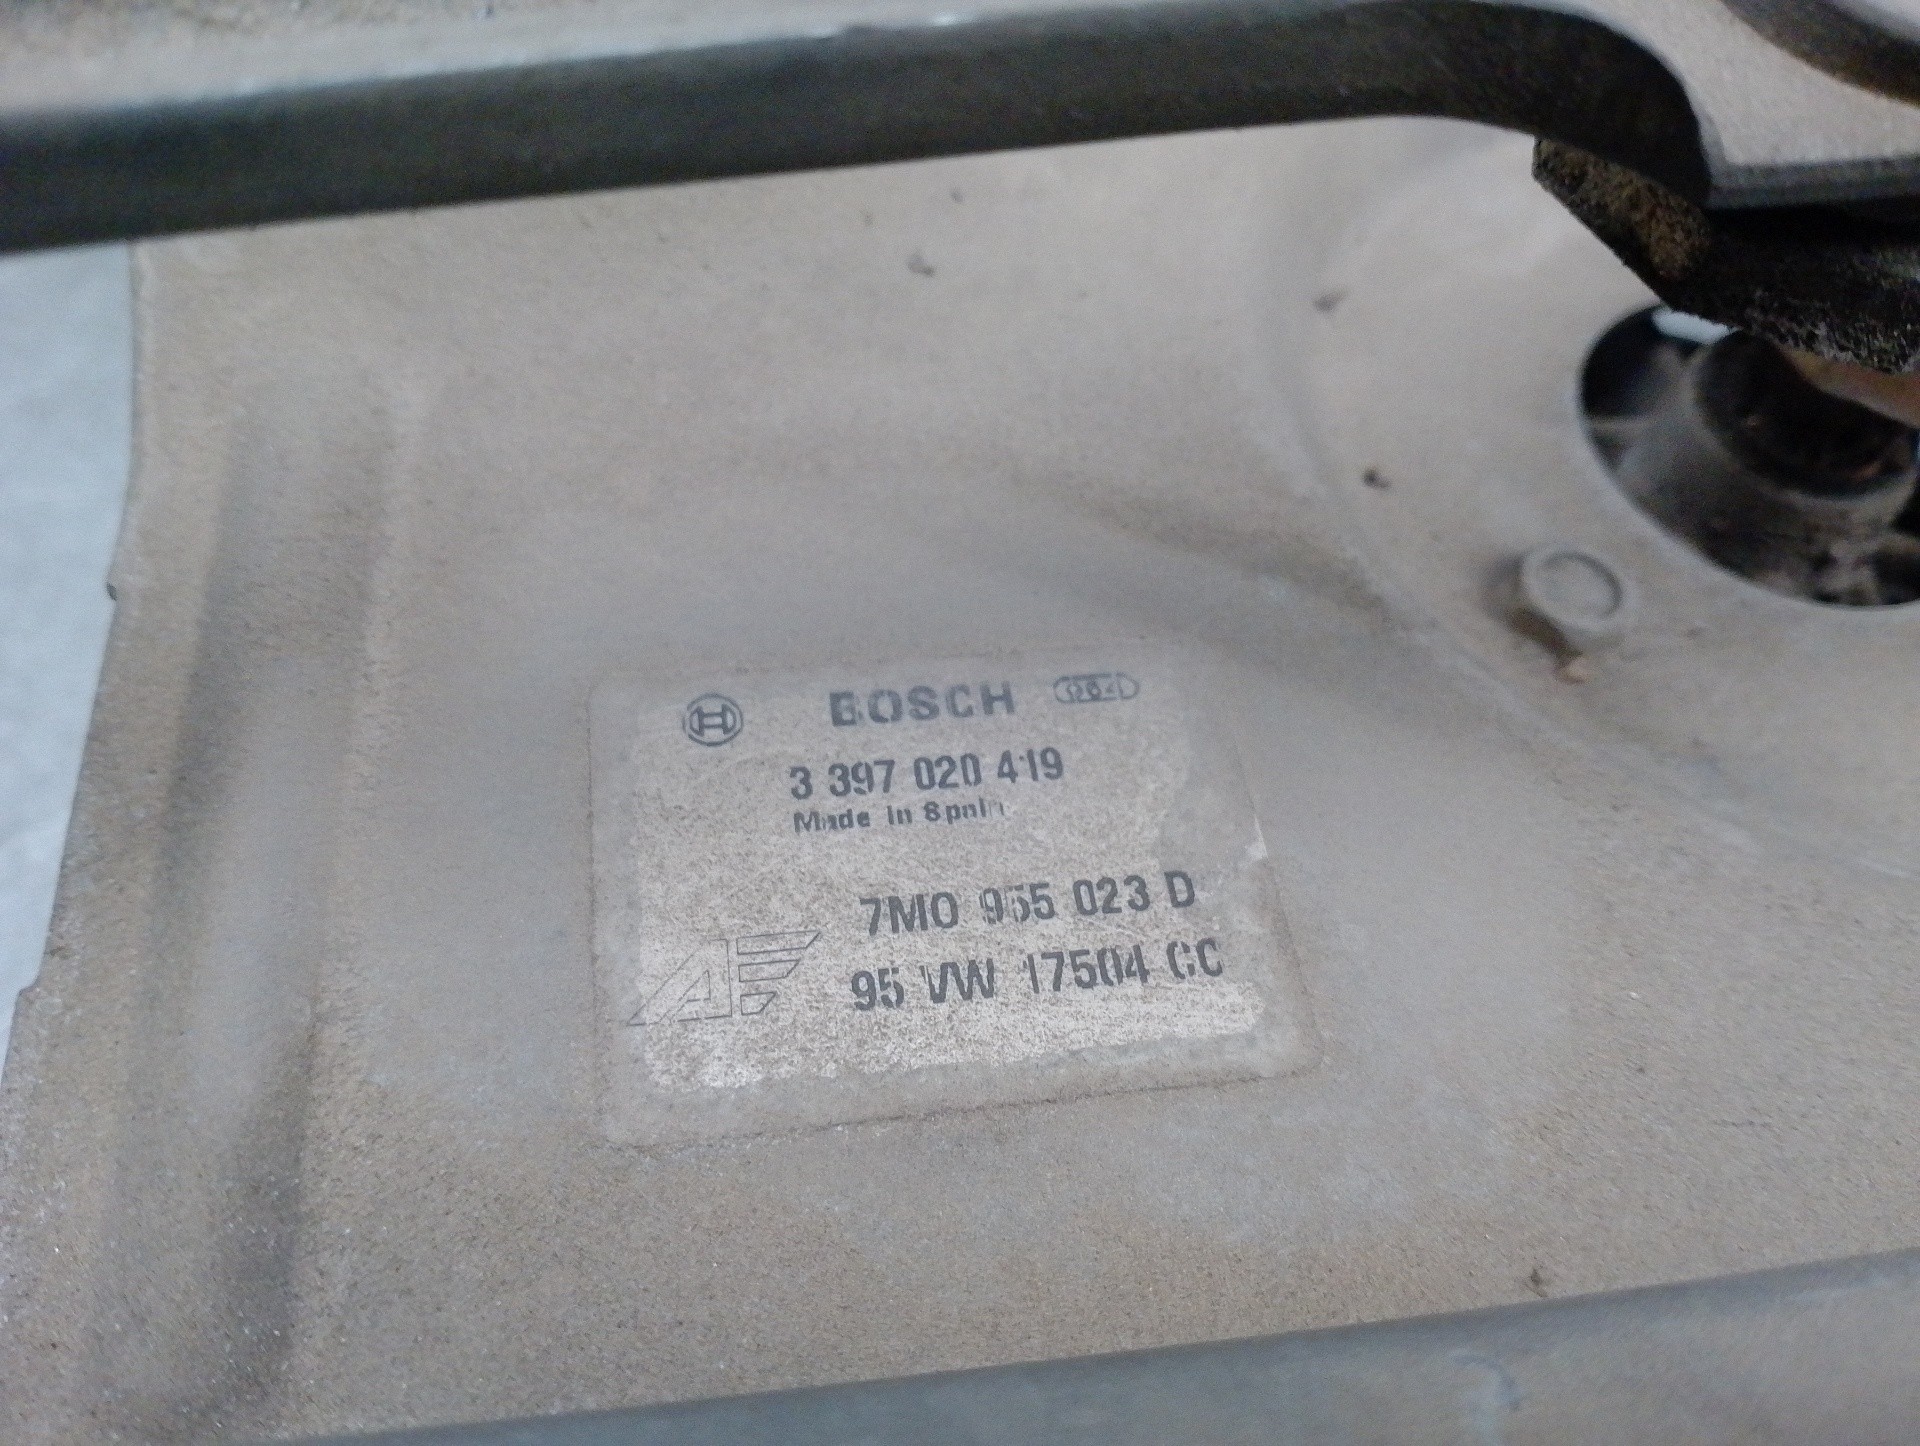 BOSCH
3 397 020 419
Made in Spain
7M0 955 023 D
95 VW 17504 CC